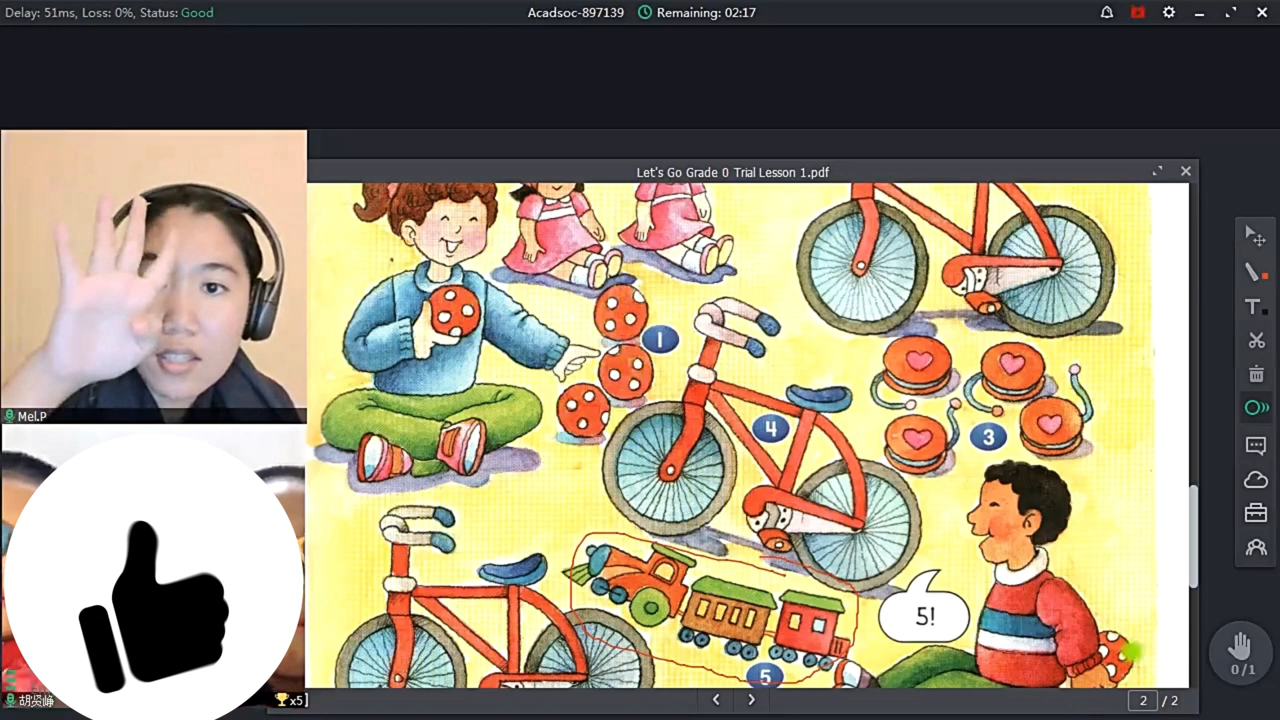 Delay: 51ms, Loss: 0%, Status: Good
Acadsoc-897139
Remaining: 02:17
Let's Go Grade 0 Trial Lesson 1.pdf
1
4
3
5!
5
Mel.P
胡贤峥
x5]
2 / 2
0/1